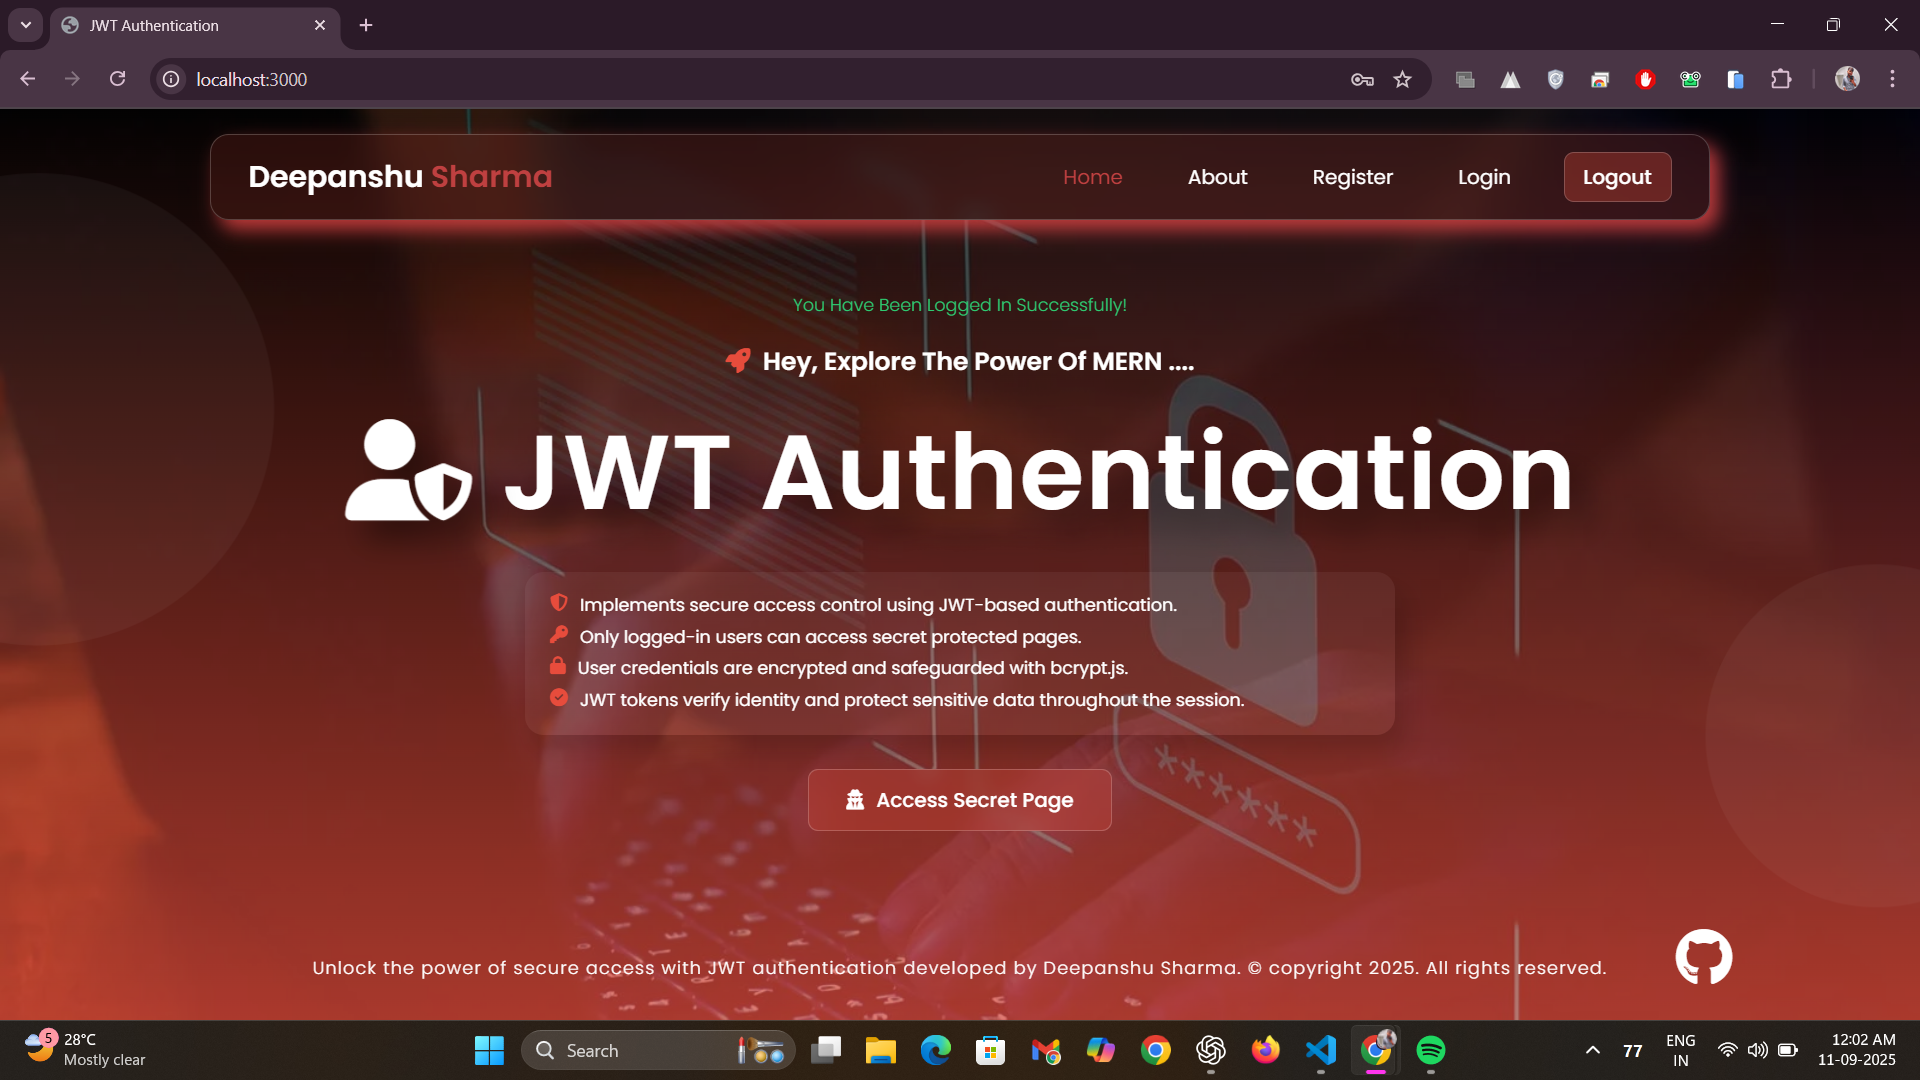 JWT Authentication
localhost:3000
Deepanshu Sharma
Home
About
Register
Login
Logout
You Have Been Logged In Successfully!
Hey, Explore The Power Of MERN ....
JWT Authentication
Implements secure access control using JWT-based authentication.
Only logged-in users can access secret protected pages.
User credentials are encrypted and safeguarded with bcrypt.js.
JWT tokens verify identity and protect sensitive data throughout the session.
******
Access Secret Page
Unlock the power of secure access with JWT authentication developed by Deepanshu Sharma. © copyright 2025. All rights reserved.
5
28°C
Mostly clear
Search
77
ENG
IN
12:02 AM
11-09-2025